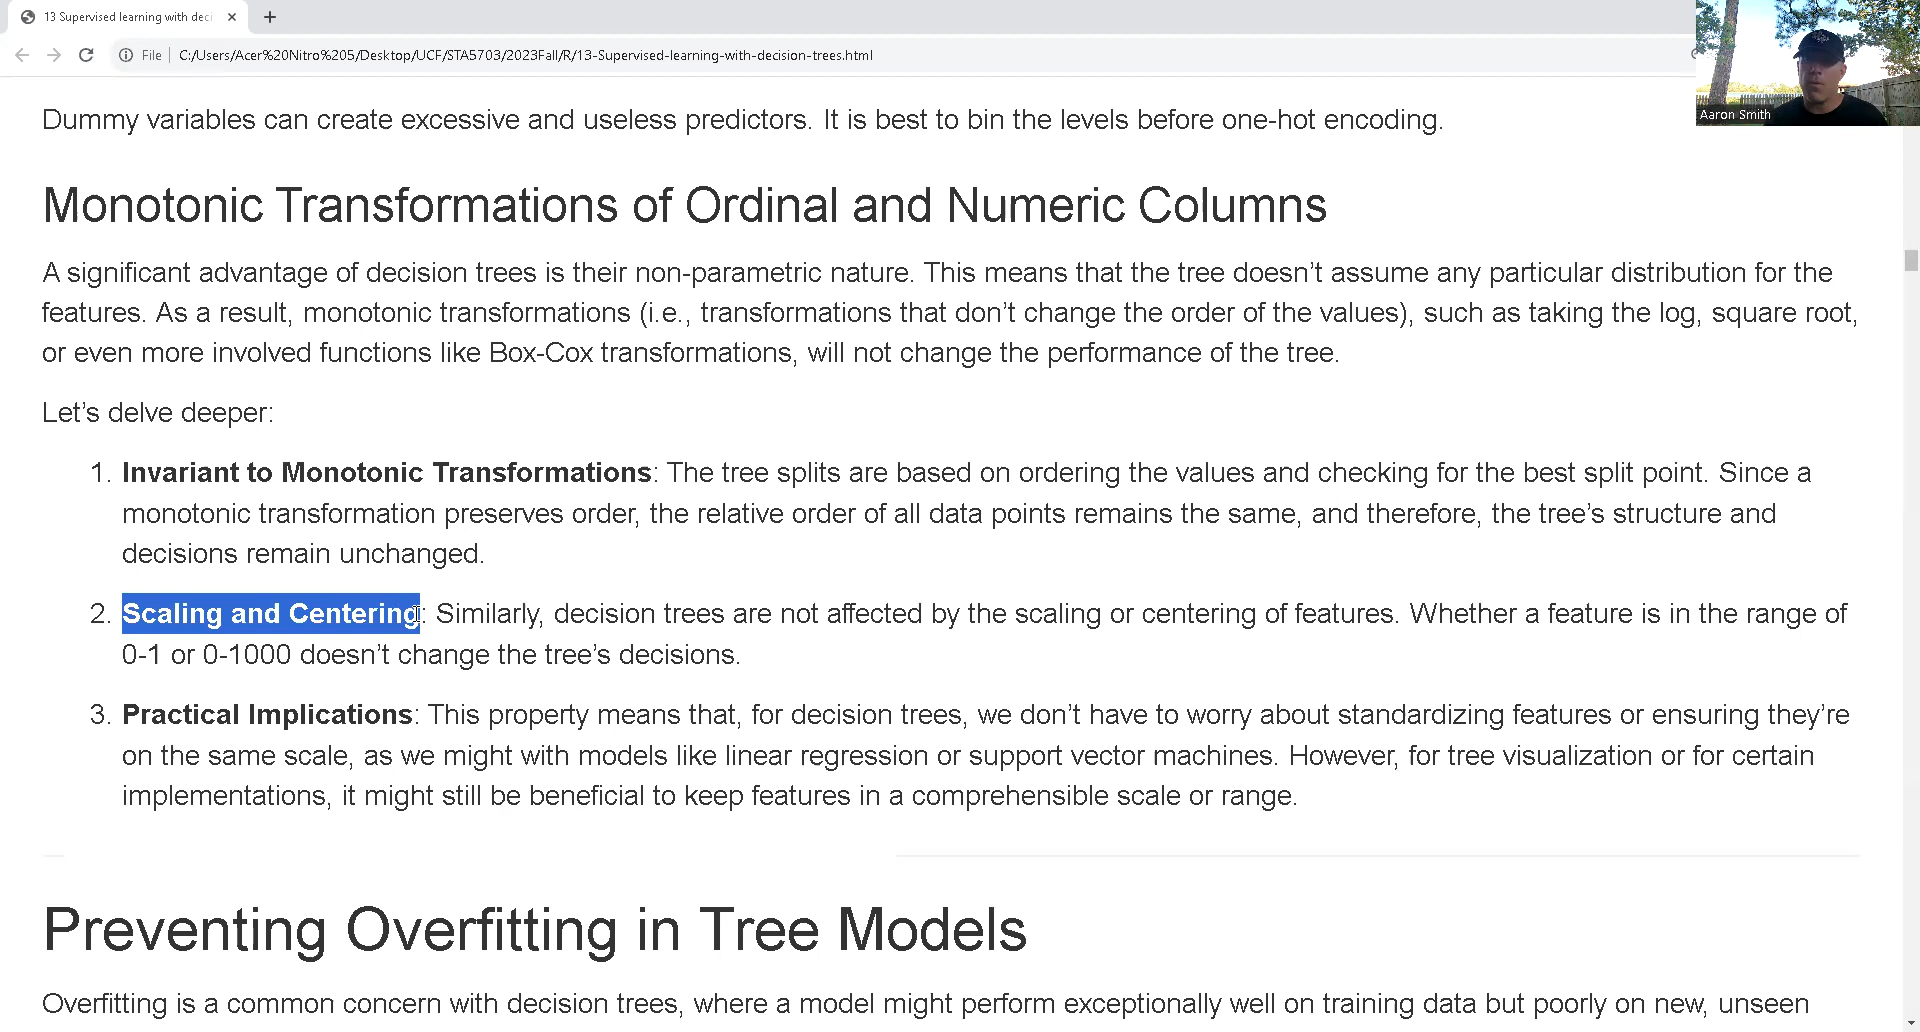 13 Supervised learning with deci
File
C:/Users/Acer%20Nitro%205/Desktop/UCF/STA5703/2023Fall/R/13-Supervised-learning-with-decision-trees.html
Aaron Smith
Dummy variables can create excessive and useless predictors. It is best to bin the levels before one-hot encoding.
Monotonic Transformations of Ordinal and Numeric Columns
A significant advantage of decision trees is their non-parametric nature. This means that the tree doesn’t assume any particular distribution for the
features. As a result, monotonic transformations (i.e., transformations that don’t change the order of the values), such as taking the log, square root,
or even more involved functions like Box-Cox transformations, will not change the performance of the tree.
Let’s delve deeper:
1. Invariant to Monotonic Transformations: The tree splits are based on ordering the values and checking for the best split point. Since a
monotonic transformation preserves order, the relative order of all data points remains the same, and therefore, the tree’s structure and
decisions remain unchanged.
2. Scaling and Centering: Similarly, decision trees are not affected by the scaling or centering of features. Whether a feature is in the range of
0-1 or 0-1000 doesn’t change the tree’s decisions.
3. Practical Implications: This property means that, for decision trees, we don’t have to worry about standardizing features or ensuring they’re
on the same scale, as we might with models like linear regression or support vector machines. However, for tree visualization or for certain
implementations, it might still be beneficial to keep features in a comprehensible scale or range.
Preventing Overfitting in Tree Models
Overfitting is a common concern with decision trees, where a model might perform exceptionally well on training data but poorly on new, unseen